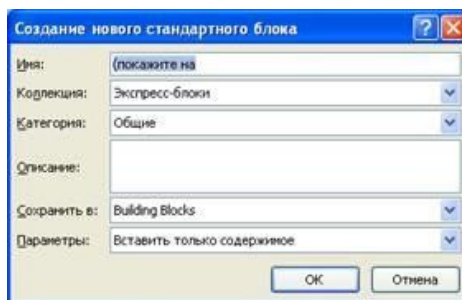 Создание нового стандартного блока
Имя: (покажите на
Коллекция: Экспресс-блоки
Категория: Общие
Описание:
Сохранить в: Building Blocks
Параметры: Вставить только содержимое
ОК Отмена